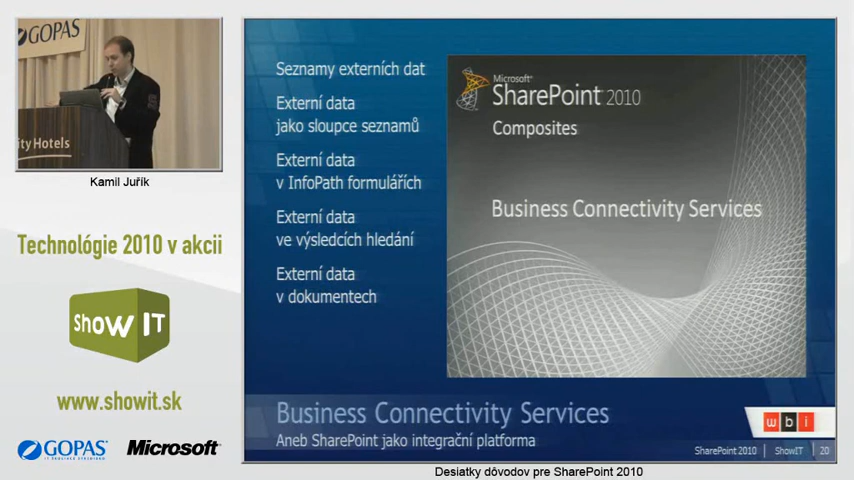 GOPAS
ity Hotels
Kamil Juřík
Technológie 2010 v akcii
Show IT
www.showit.sk
GOPAS
Microsoft
Seznamy externích dat
Externí data
jako sloupce seznamů
Externí data
v InfoPath formulářích
Externí data
ve výsledcích hledání
Externí data
v dokumentech
Microsoft
SharePoint 2010
Composites
Business Connectivity Services
Business Connectivity Services
Aneb SharePoint jako integrační platforma
wbi
SharePoint 2010 | ShowIT | 20
Desiatky dôvodov pre SharePoint 2010